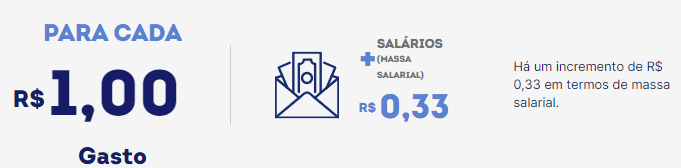 PARA CADA
R$ 1,00
Gasto
+ SALÁRIOS
(MASSA
SALARIAL)
R$ 0,33
Há um incremento de R$
0,33 em termos de massa
salarial.